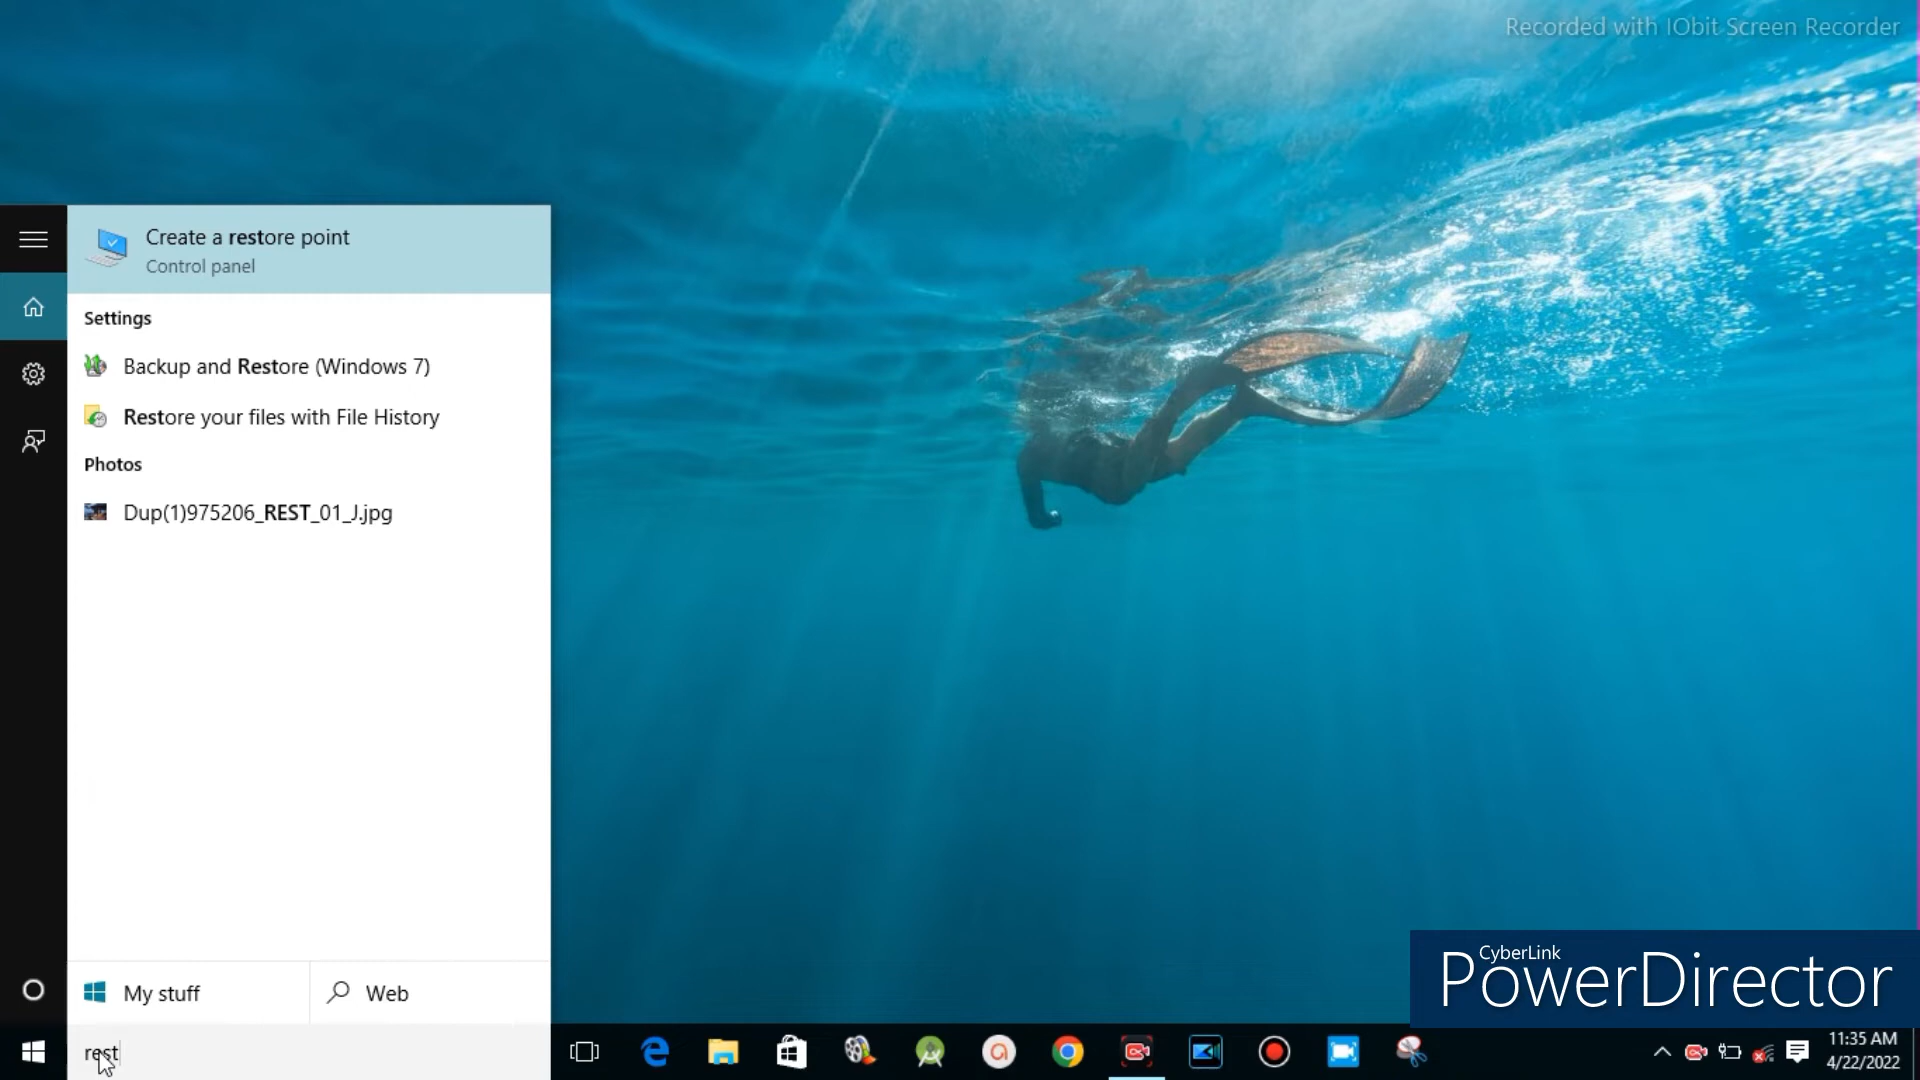 Recorded with IObit Screen Recorder
Create a restore point
Control panel
Settings
Backup and Restore (Windows 7)
Restore your files with File History
Photos
Dup(1)975206_REST_01_J.jpg
My stuff
Web
rest
CyberLink
PowerDirector
11:35 AM
4/22/2022